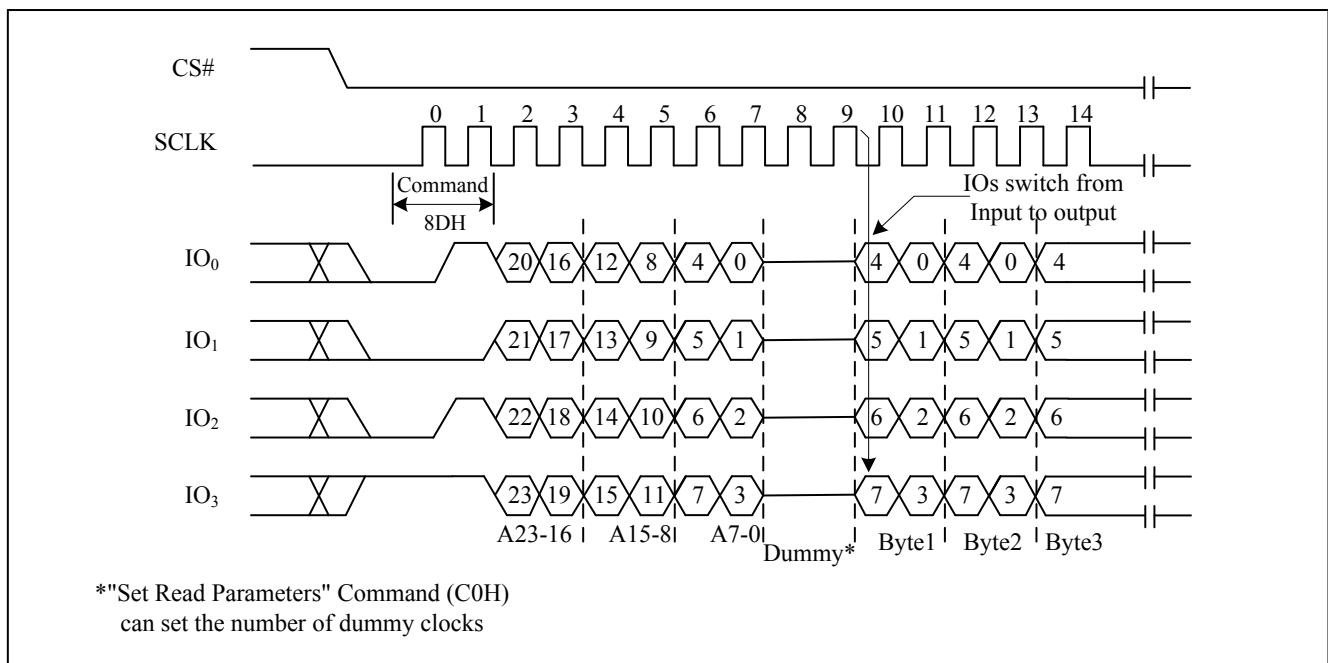 CS#
0 1 2 3 4 5 6 7 8 9 10 11 12 13 14
SCLK
Command
8DH
IOs switch from
Input to output
IO0 20 16 12 8 4 0 4 0 4 0 4
IO1 21 17 13 9 5 1 5 1 5 1 5
IO2 22 18 14 10 6 2 6 2 6 2 6
IO3 23 19 15 11 7 3 7 3 7 3 7
A23-16 A15-8 A7-0 Dummy* Byte1 Byte2 Byte3
*"Set Read Parameters" Command (C0H)
can set the number of dummy clocks